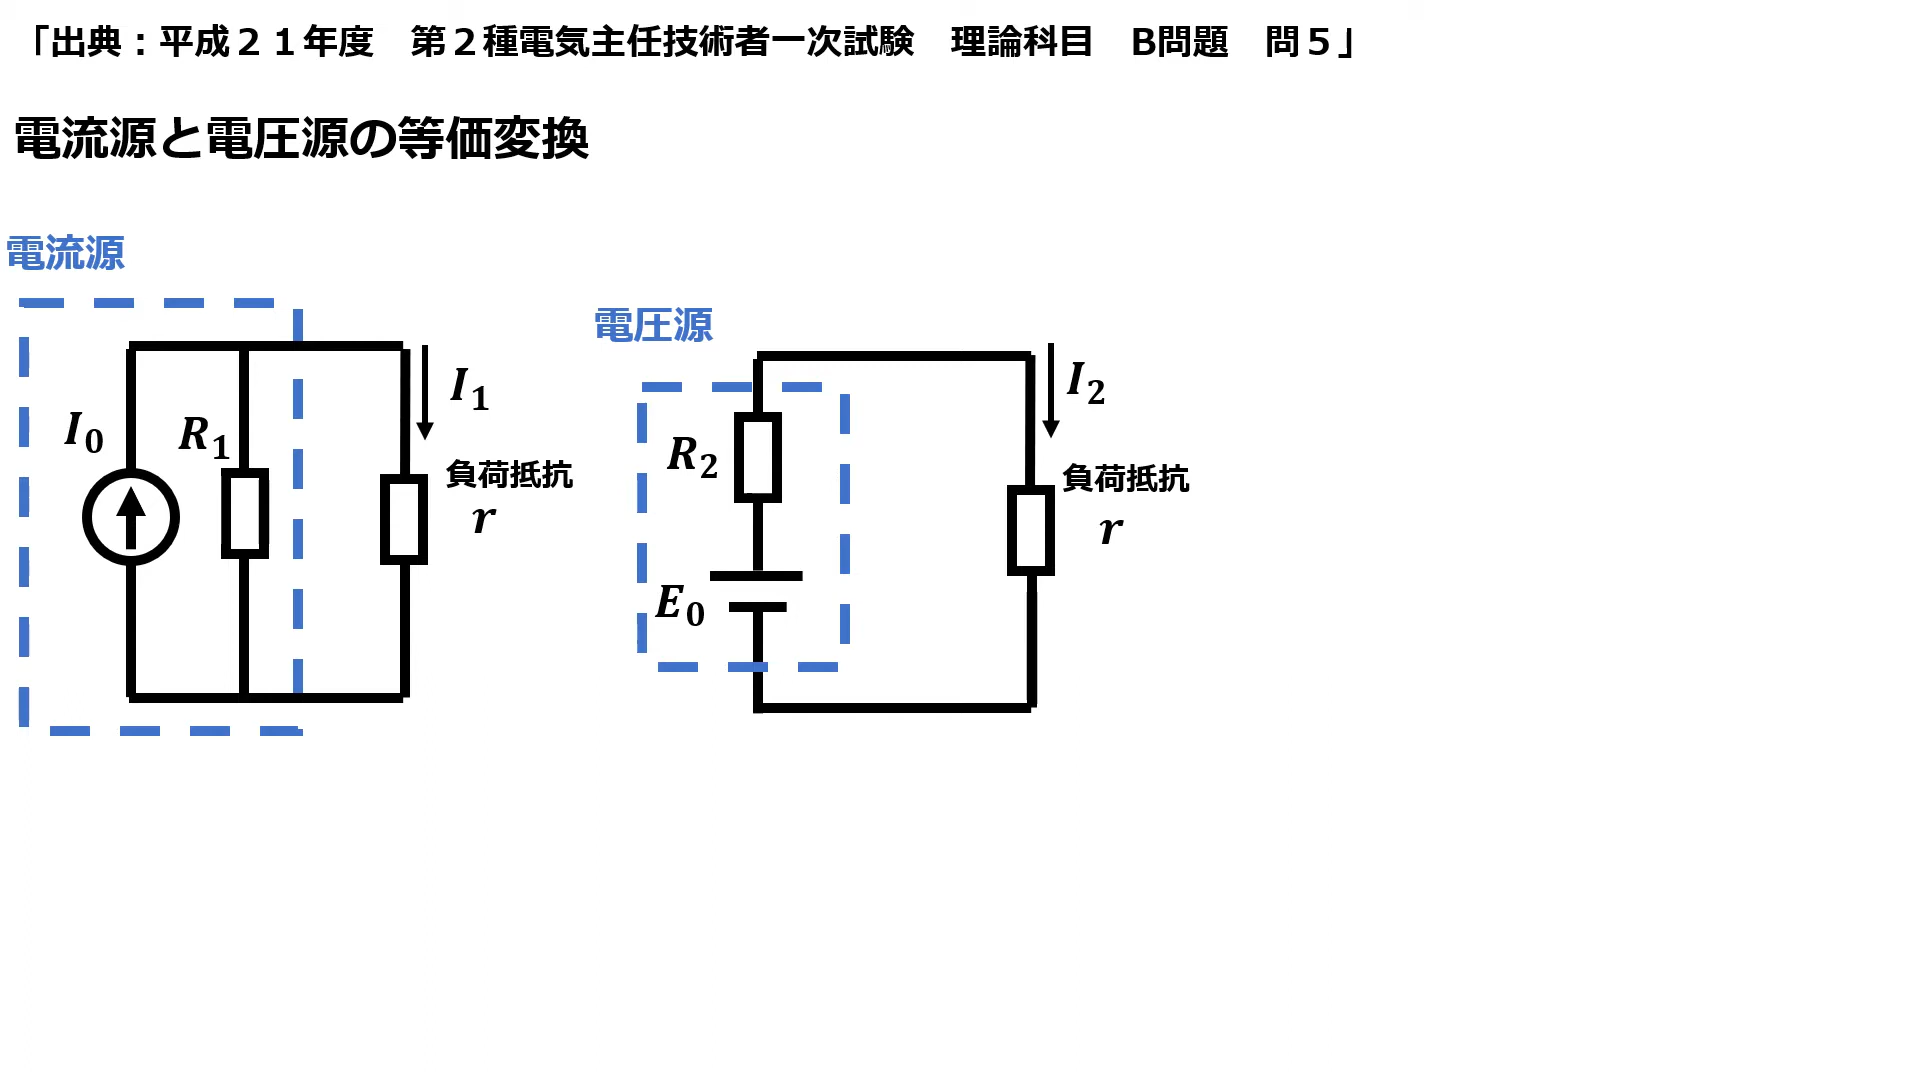 「出典：平成２１年度　第２種電気主任技術者一次試験　理論科目　B問題　問５」
電流源と電圧源の等価変換
電流源
I0
R1
I1
負荷抵抗
r
電圧源
R2
E0
I2
負荷抵抗
r